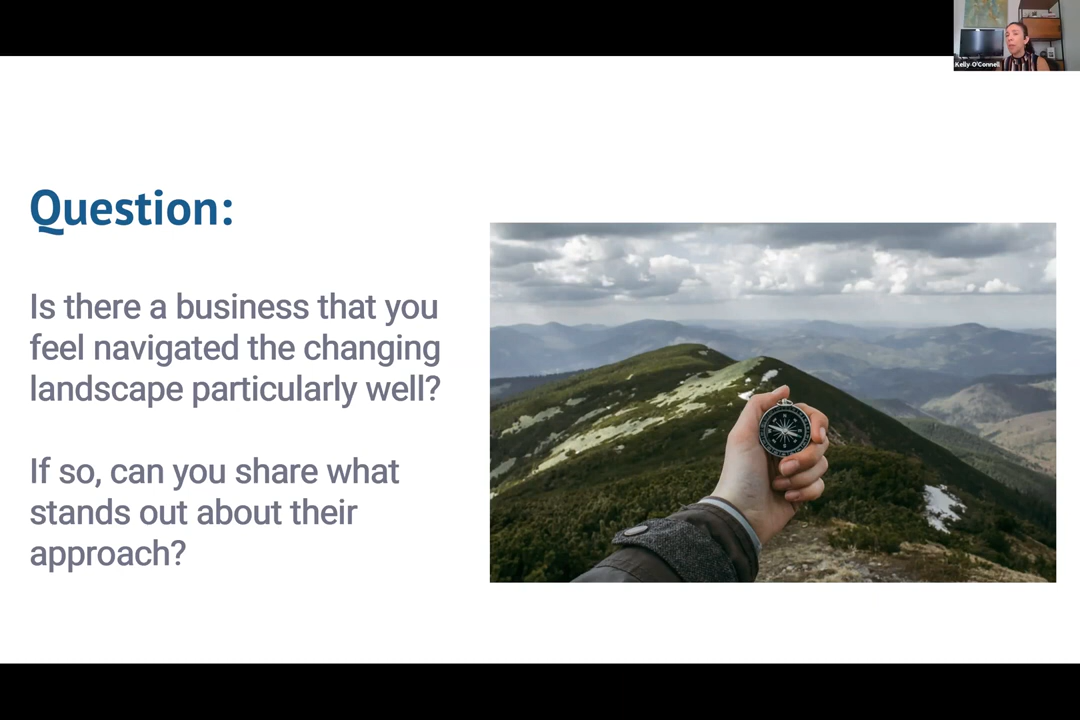 Kelly O'Connell
Question:
Is there a business that you
feel navigated the changing
landscape particularly well?
If so, can you share what
stands out about their
approach?